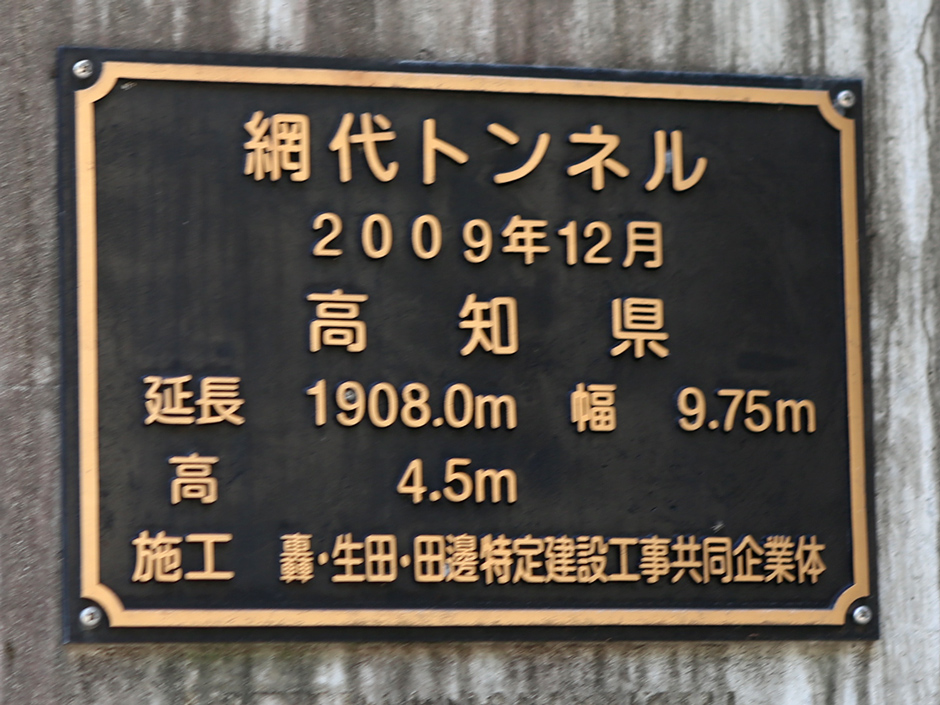 網代トンネル
２００９年12月
高知県
延長 1908.0m 幅 9.75m
高 4.5m
施工 轟・生田・田邊特定建設工事共同企業体